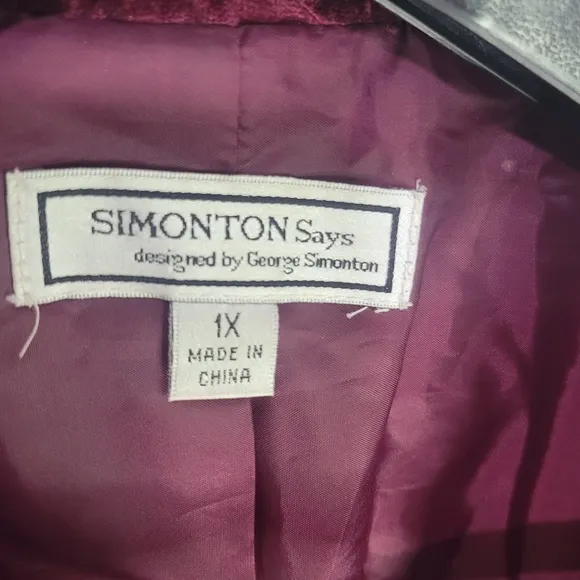 SIMONTON Says
designed by George Simonton
1X
MADE IN
CHINA